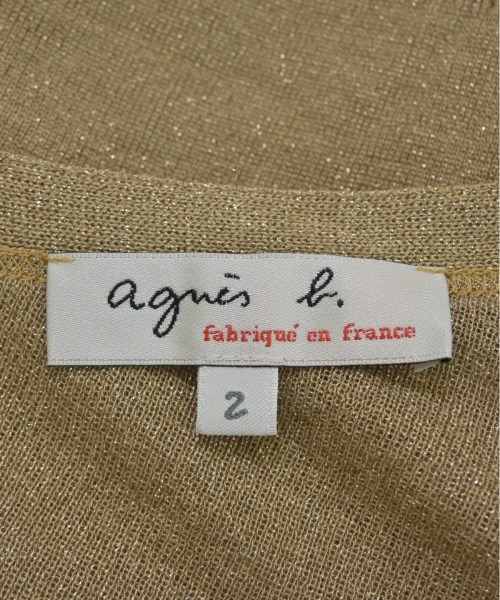 agnès b.
fabriqué en france
2